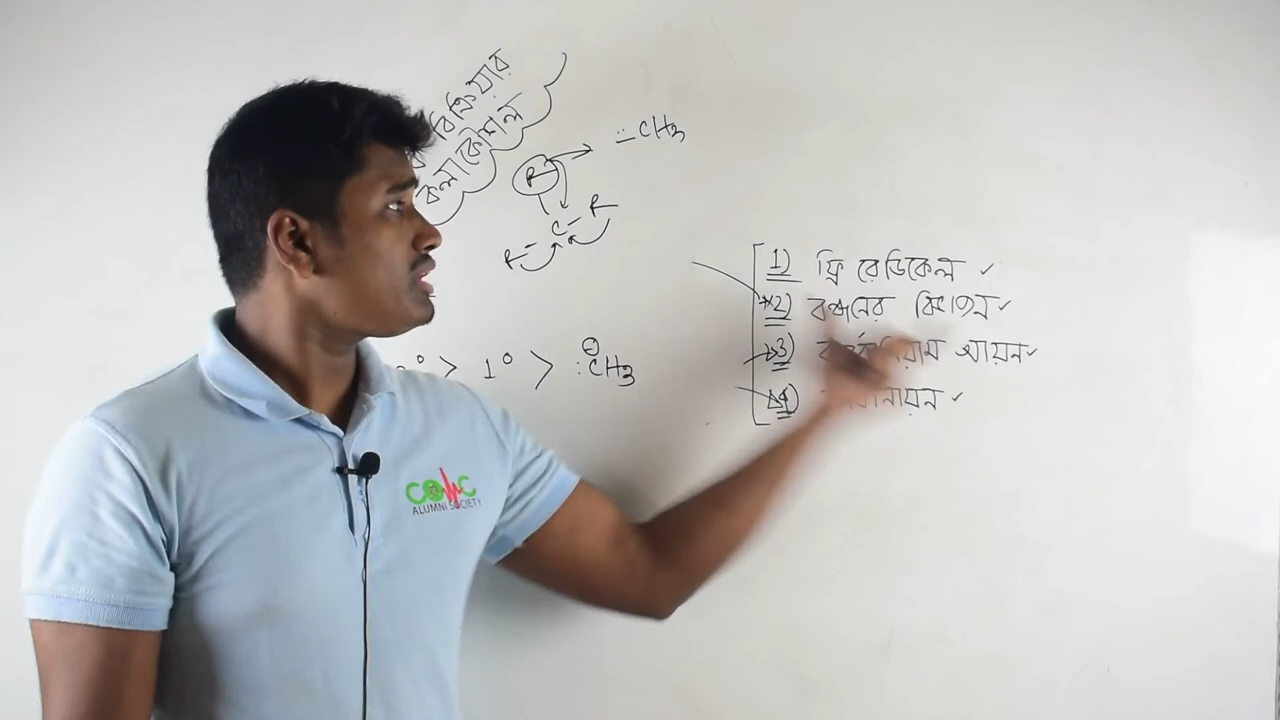 বিক্রিয়ার
কলাকৌশল
R
:CH3
R - C - R
> 1° > :CH3
1) ফ্রি রেডিকেল ✓
*2) বন্ধনের বিভাজন ✓
3) আয়ন ✓
4) ✓
COMC
ALUMNI SOCIETY